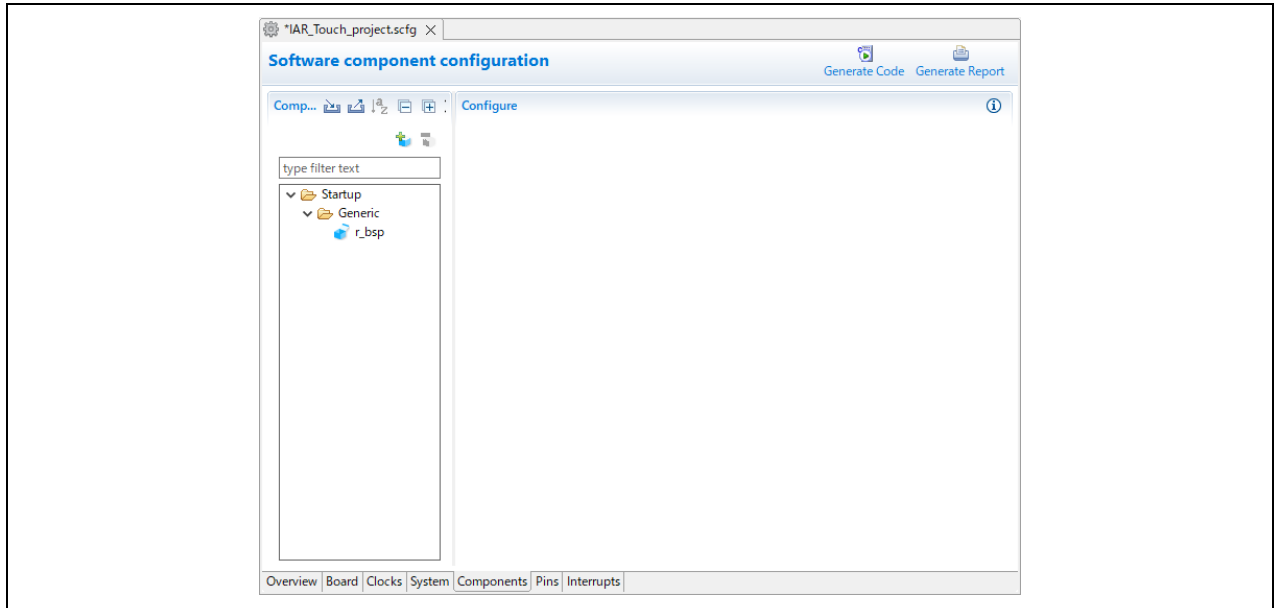 *IAR_Touch_project.scfg
Software component configuration
Generate Code Generate Report
Comp... Configure
type filter text
Startup
Generic
r_bsp
Overview Board Clocks System Components Pins Interrupts